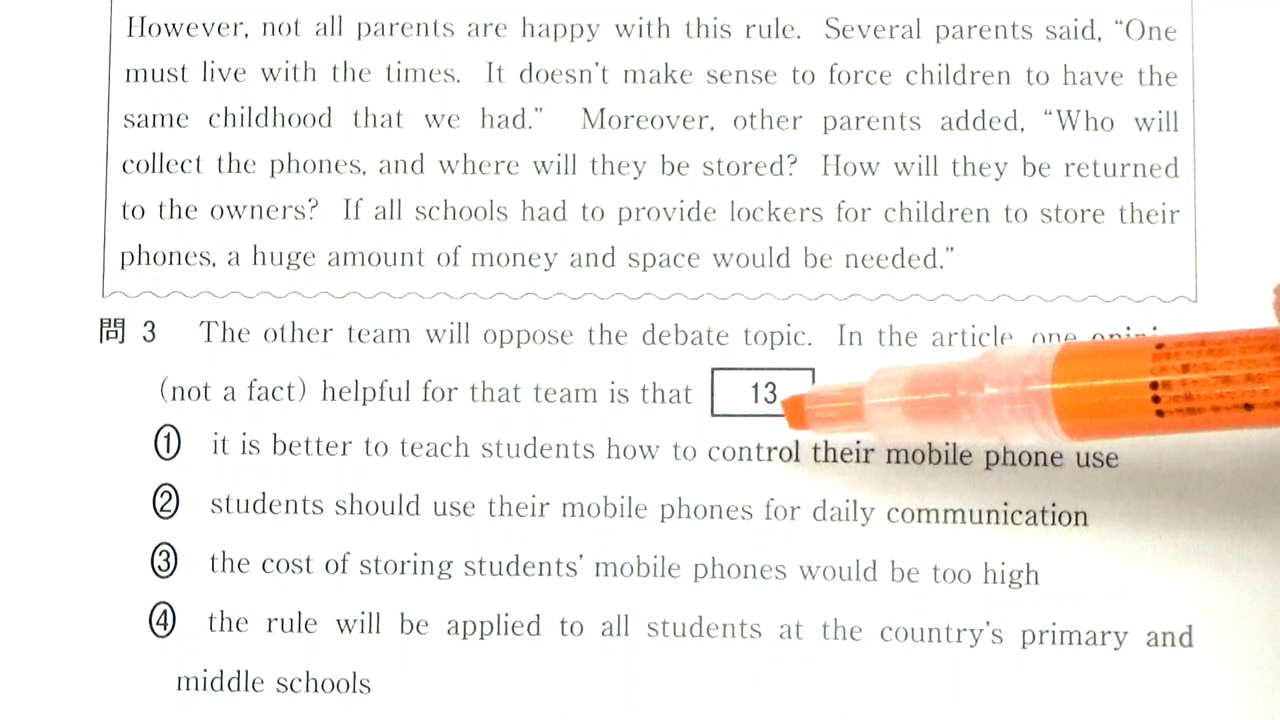 However, not all parents are happy with this rule. Several parents said, “One
must live with the times. It doesn't make sense to force children to have the
same childhood that we had.” Moreover, other parents added, “Who will
collect the phones, and where will they be stored? How will they be returned
to the owners? If all schools had to provide lockers for children to store their
phones, a huge amount of money and space would be needed.”
問 3 The other team will oppose the debate topic. In the article, one
(not a fact) helpful for that team is that 13
① it is better to teach students how to control their mobile phone use
② students should use their mobile phones for daily communication
③ the cost of storing students' mobile phones would be too high
④ the rule will be applied to all students at the country's primary and
middle schools